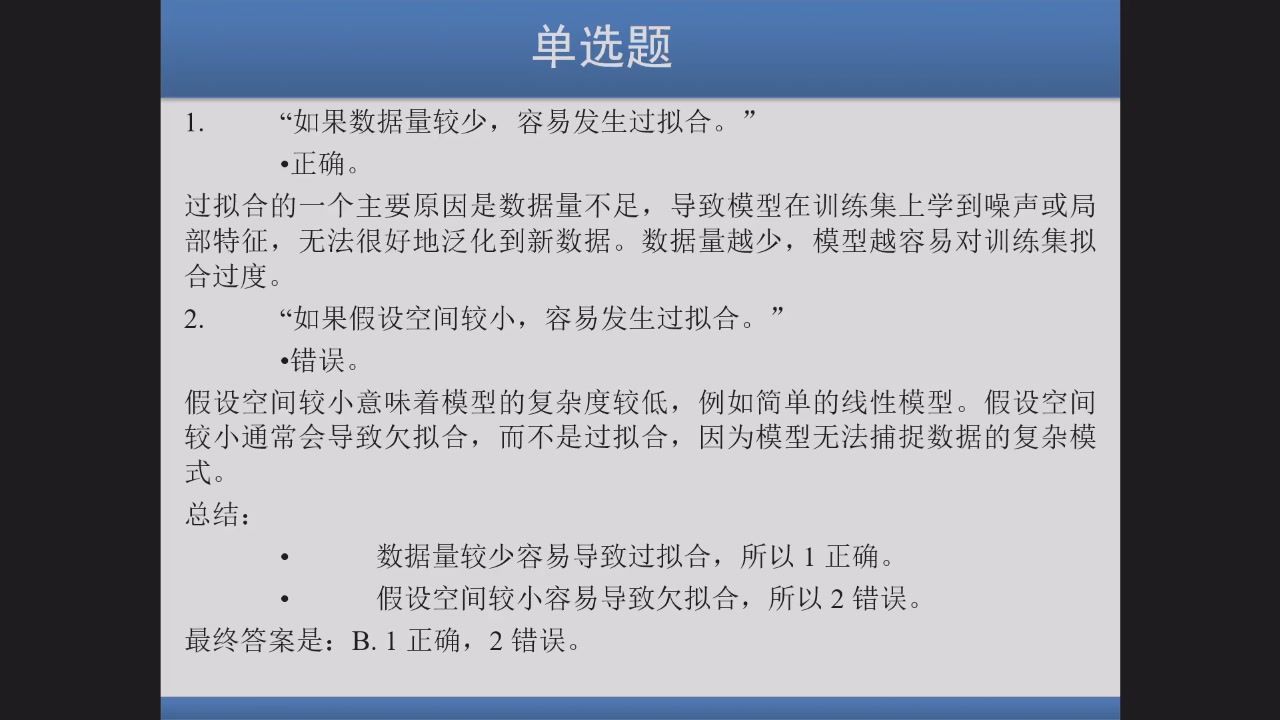 单选题
1. “如果数据量较少，容易发生过拟合。”
•正确。
过拟合的一个主要原因是数据量不足，导致模型在训练集上学到噪声或局
部特征，无法很好地泛化到新数据。数据量越少，模型越容易对训练集拟
合过度。
2. “如果假设空间较小，容易发生过拟合。”
•错误。
假设空间较小意味着模型的复杂度较低，例如简单的线性模型。假设空间
较小通常会导致欠拟合，而不是过拟合，因为模型无法捕捉数据的复杂模
式。
总结：
• 数据量较少容易导致过拟合，所以 1 正确。
• 假设空间较小容易导致欠拟合，所以 2 错误。
最终答案是：B. 1 正确，2 错误。